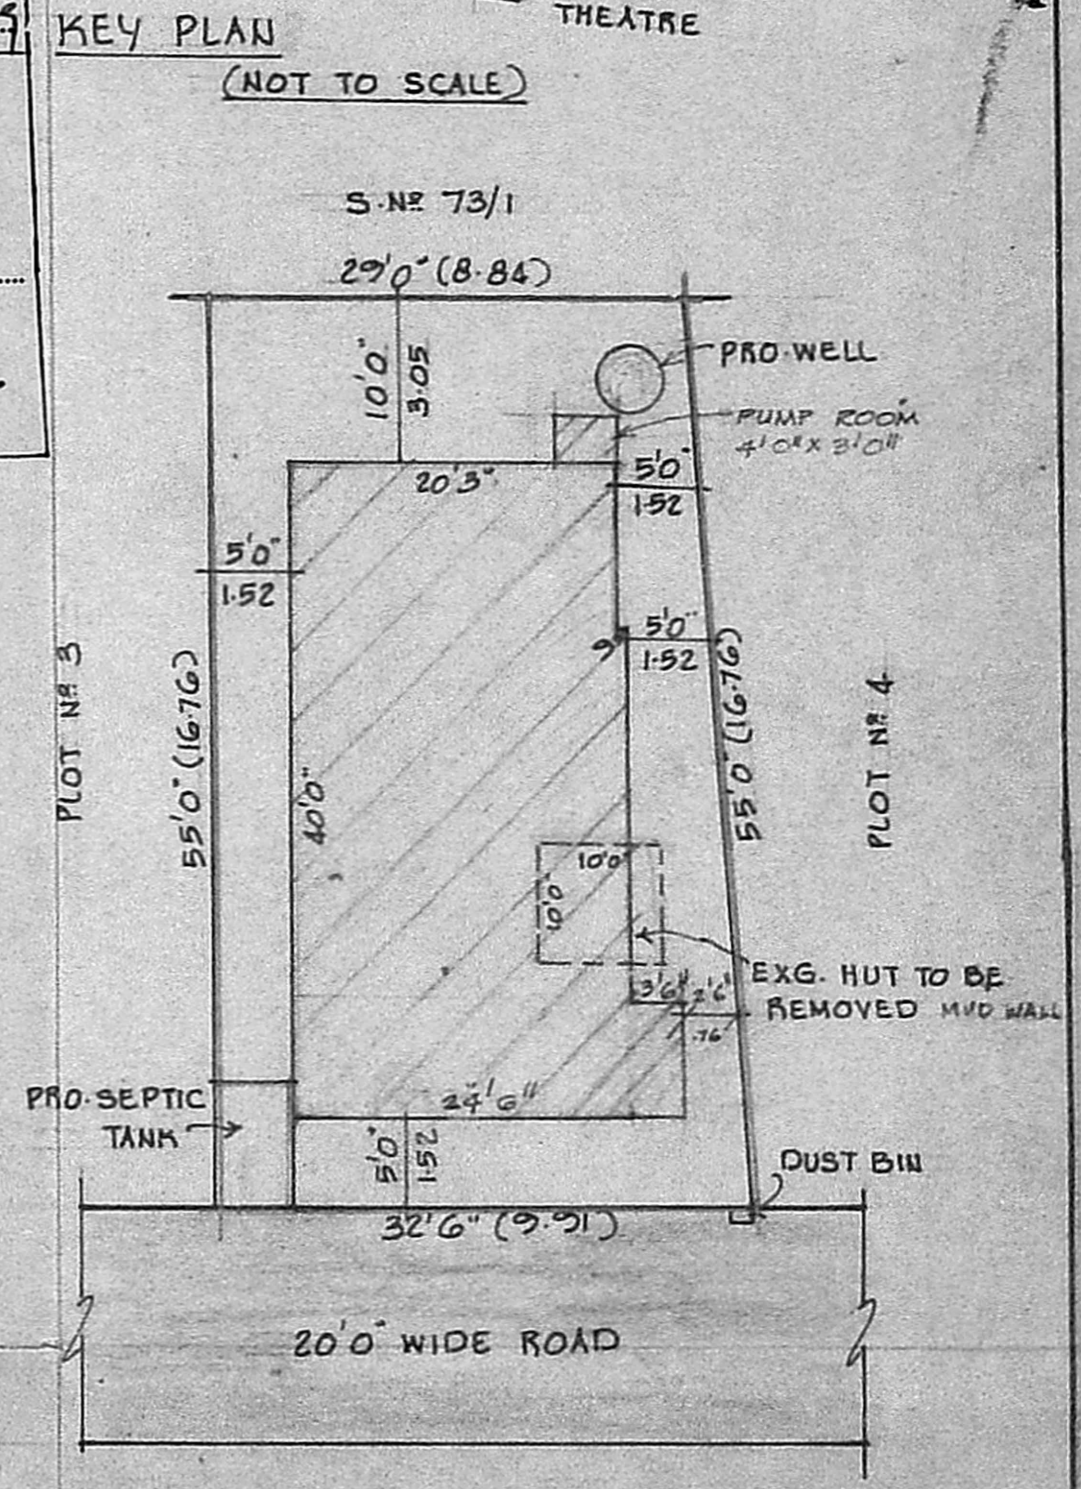 THEATRE
KEY PLAN
(NOT TO SCALE)
S.Nº 73/1
29'0" (8.84)
10'0"
3.05
PRO.WELL
PUMP ROOM
4'0" X 3'0"
20'3"
5'0"
1.52
5'0"
1.52
9"
5'0"
1.52
PLOT Nº 3
55'0" (16.76)
40'0"
55'0" (16.76)
PLOT Nº 4
10'0"
10'0"
EXG. HUT TO BE
REMOVED MUD WALL
3'6"
2'6"
.76
PRO.SEPTIC
TANK
24'6"
5'0"
1.52
DUST BIN
32'6" (9.91)
20'0" WIDE ROAD